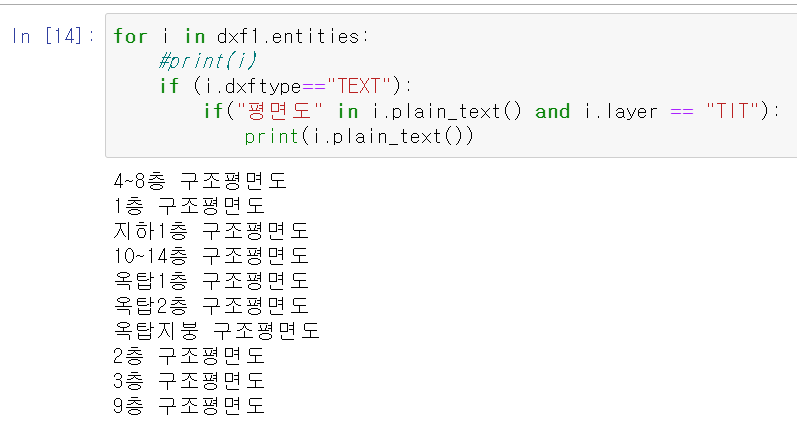 In [14]: for i in dxf1.entities:
#print(i)
if (i.dxftype=="TEXT"):
if("평면도" in i.plain_text() and i.layer == "TIT"):
print(i.plain_text())
4~8층 구조평면도
1층 구조평면도
지하1층 구조평면도
10~14층 구조평면도
옥탑1층 구조평면도
옥탑2층 구조평면도
옥탑지붕 구조평면도
2층 구조평면도
3층 구조평면도
9층 구조평면도